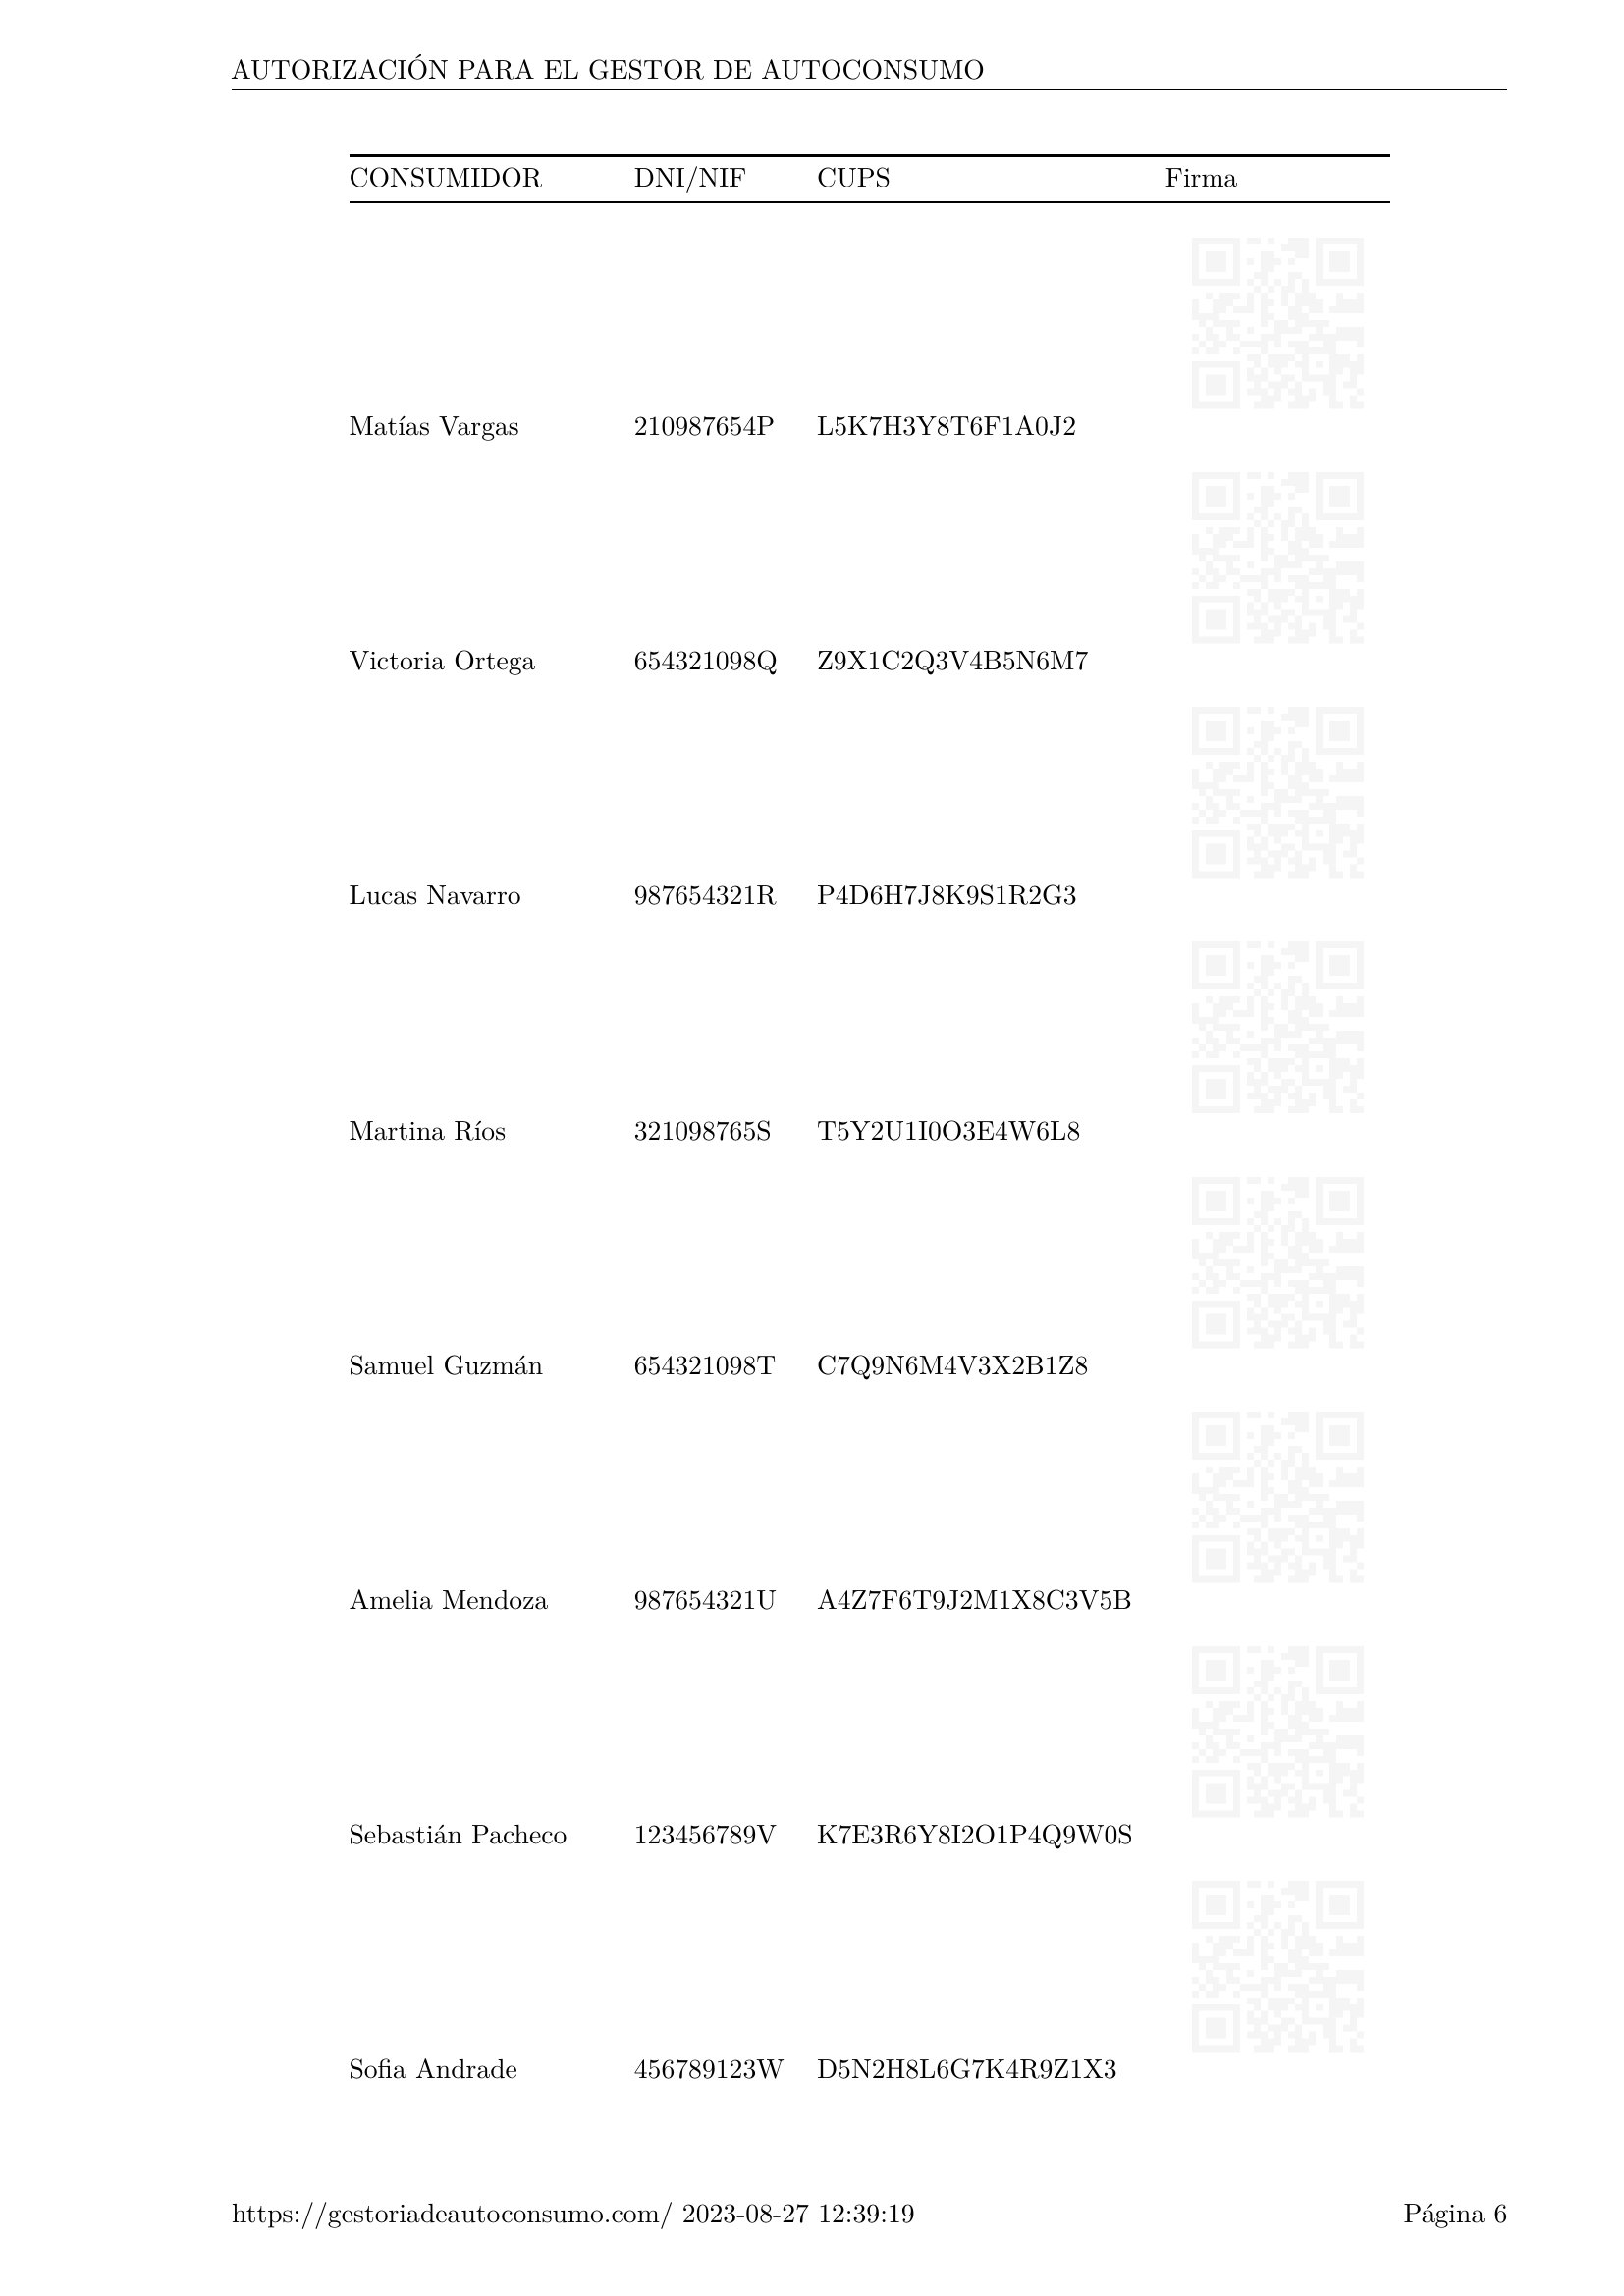 AUTORIZACIÓN PARA EL GESTOR DE AUTOCONSUMO
CONSUMIDOR DNI/NIF CUPS Firma
Matías Vargas 210987654P L5K7H3Y8T6F1A0J2
Victoria Ortega 654321098Q Z9X1C2Q3V4B5N6M7
Lucas Navarro 987654321R P4D6H7J8K9S1R2G3
Martina Ríos 321098765S T5Y2U1I0O3E4W6L8
Samuel Guzmán 654321098T C7Q9N6M4V3X2B1Z8
Amelia Mendoza 987654321U A4Z7F6T9J2M1X8C3V5B
Sebastián Pacheco 123456789V K7E3R6Y8I2O1P4Q9W0S
Sofia Andrade 456789123W D5N2H8L6G7K4R9Z1X3
https://gestoriadeautoconsumo.com/ 2023-08-27 12:39:19 Página 6